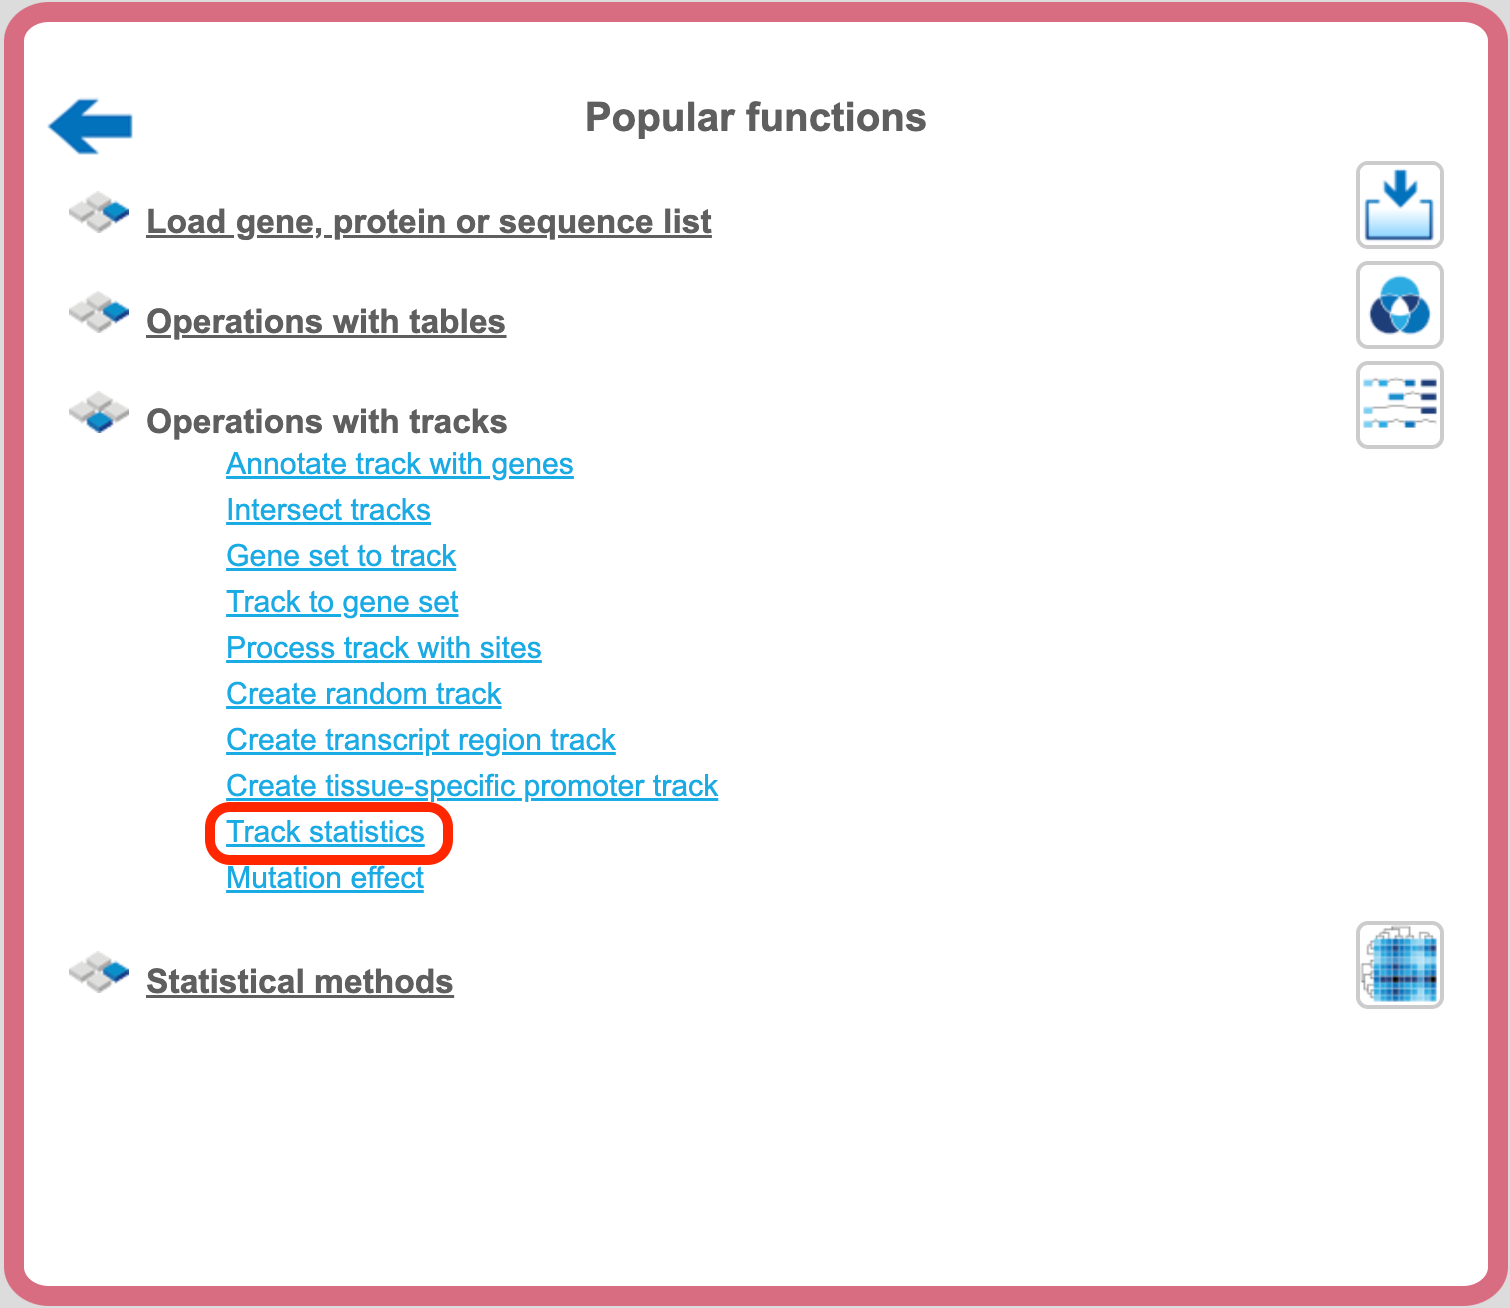 Popular functions
Load gene, protein or sequence list
Operations with tables
Operations with tracks
Annotate track with genes
Intersect tracks
Gene set to track
Track to gene set
Process track with sites
Create random track
Create transcript region track
Create tissue-specific promoter track
Track statistics
Mutation effect
Statistical methods